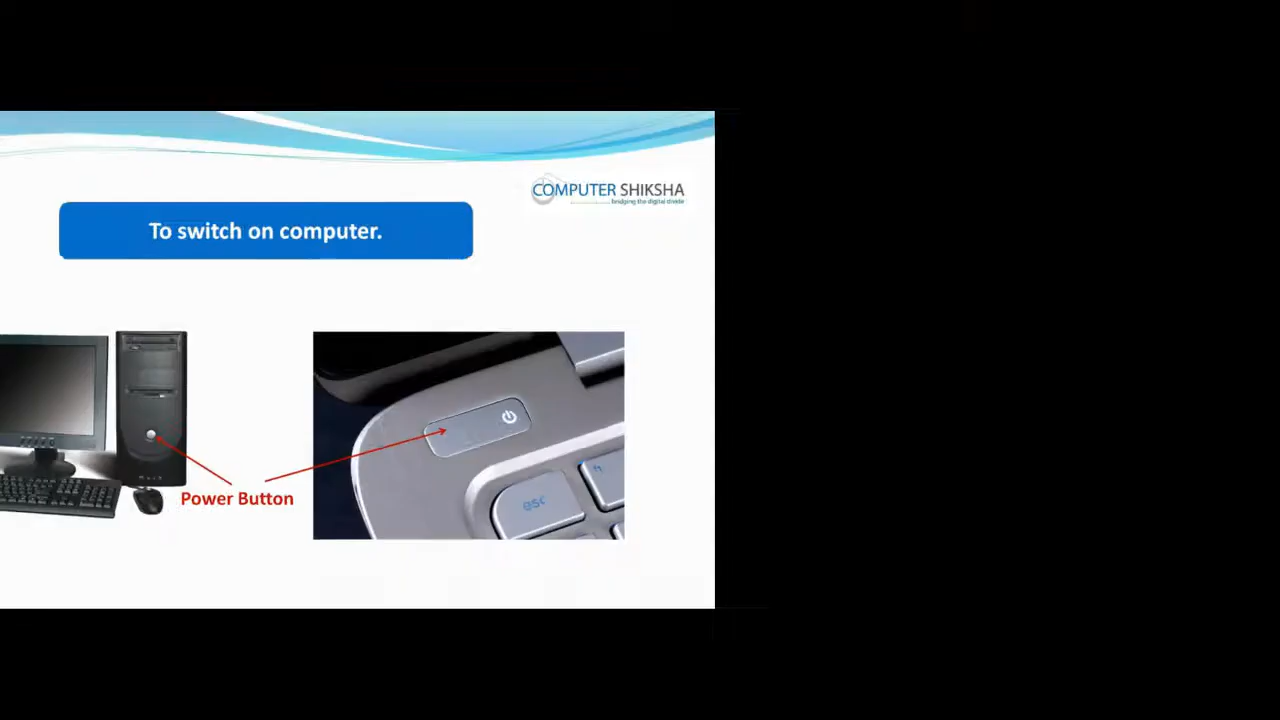 COMPUTER SHIKSHA
bridging the digital divide
To switch on computer.
Power Button
esc